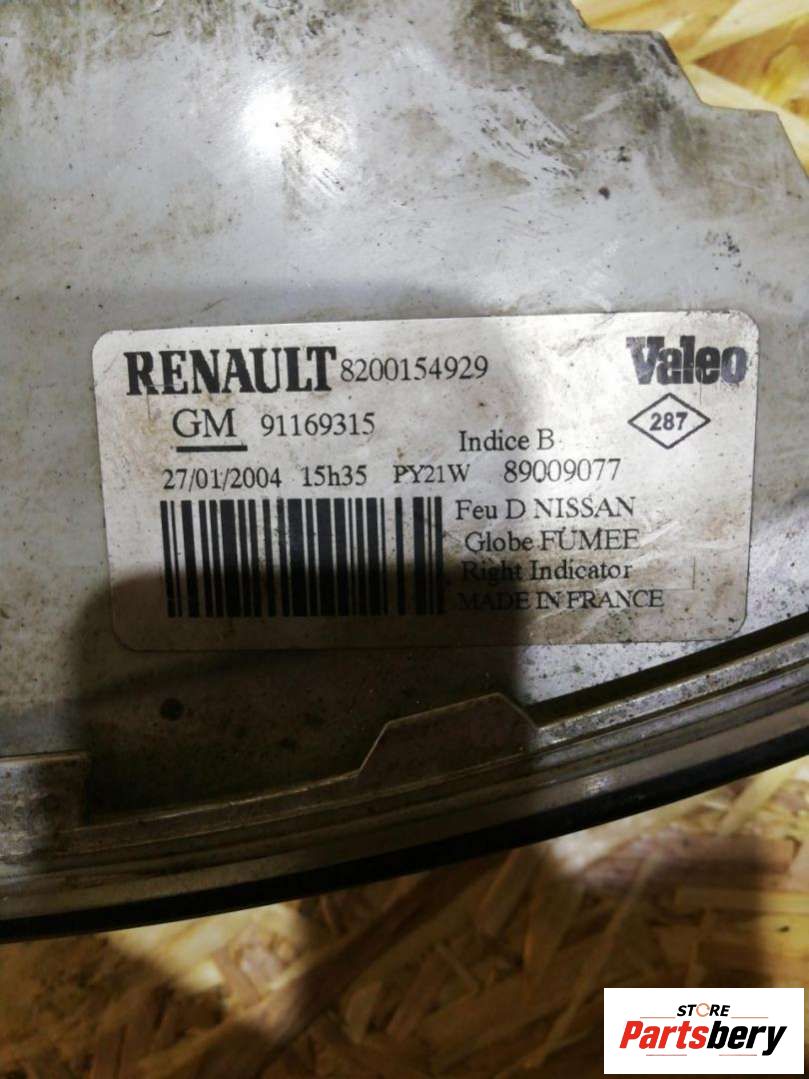 RENAULT 8200154929 Valeo
GM 91169315 Indice B 287
27/01/2004 15h35 PY21W 89009077
Feu D NISSAN
Globe FUMEE
Right Indicator
MADE IN FRANCE
STORE
Partsbery